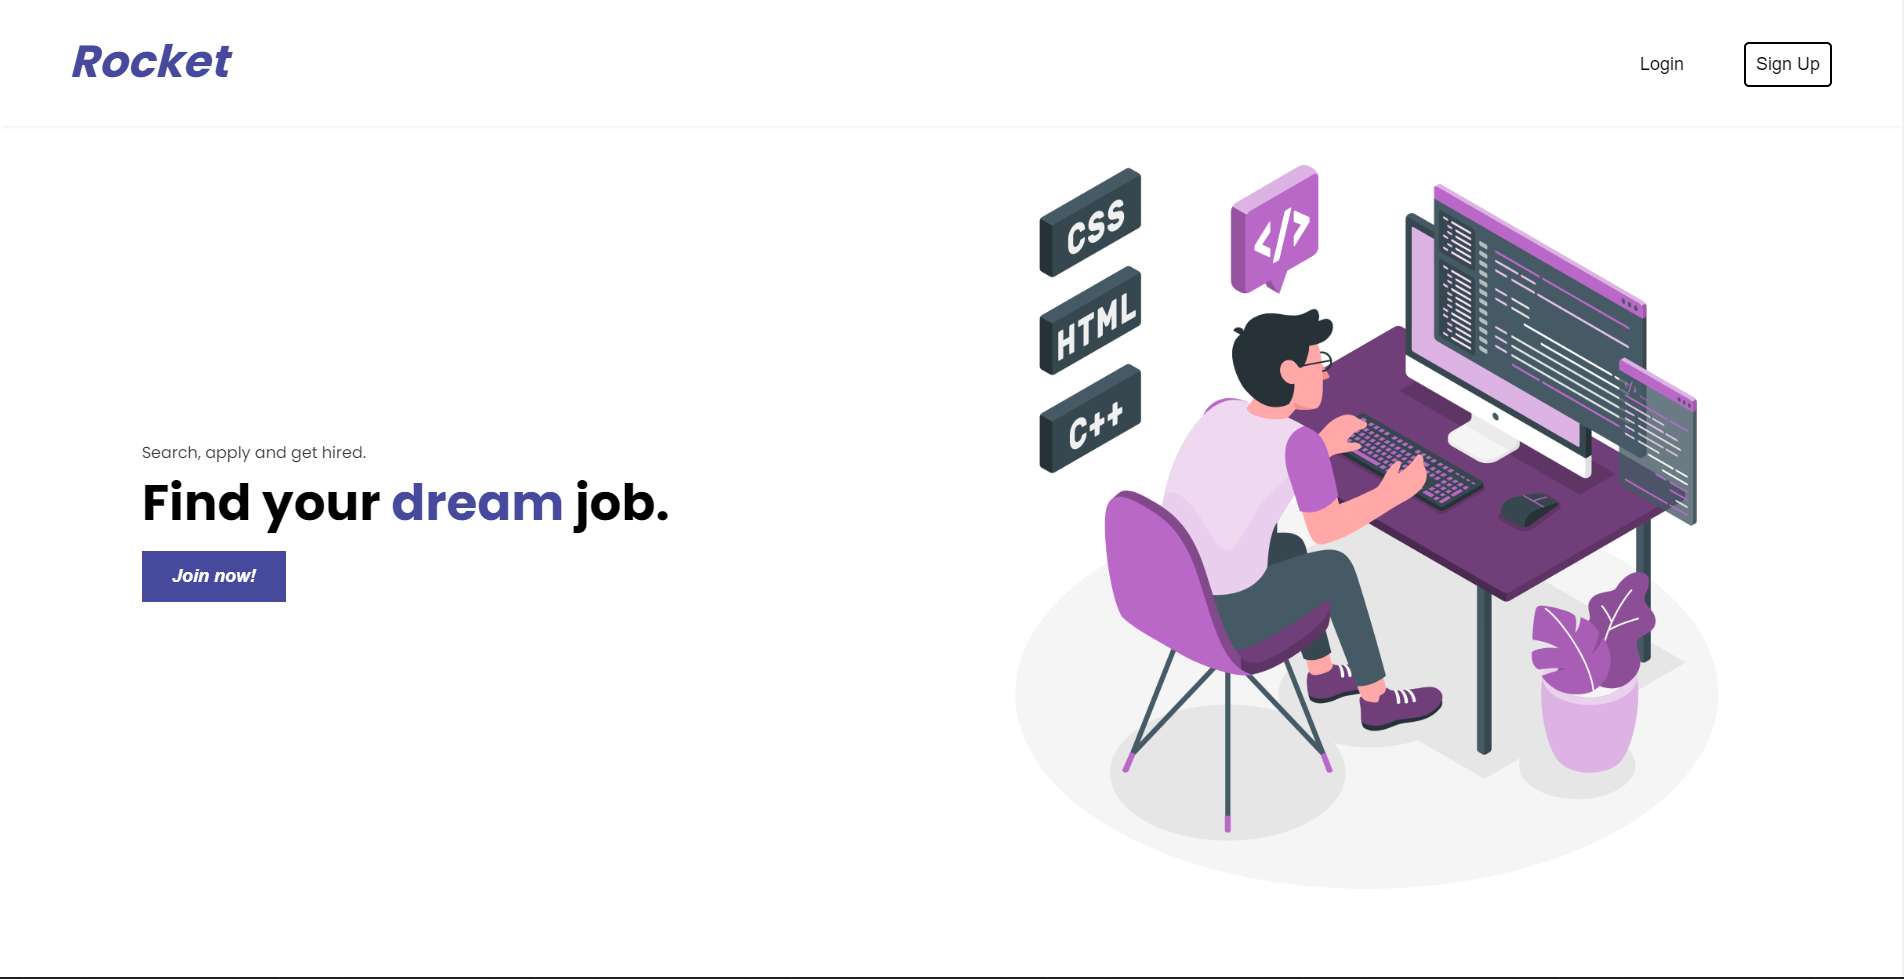 Rocket
Login
Sign Up
CSS
</>
HTML
C++
Search, apply and get hired.
Find your dream job.
Join now!